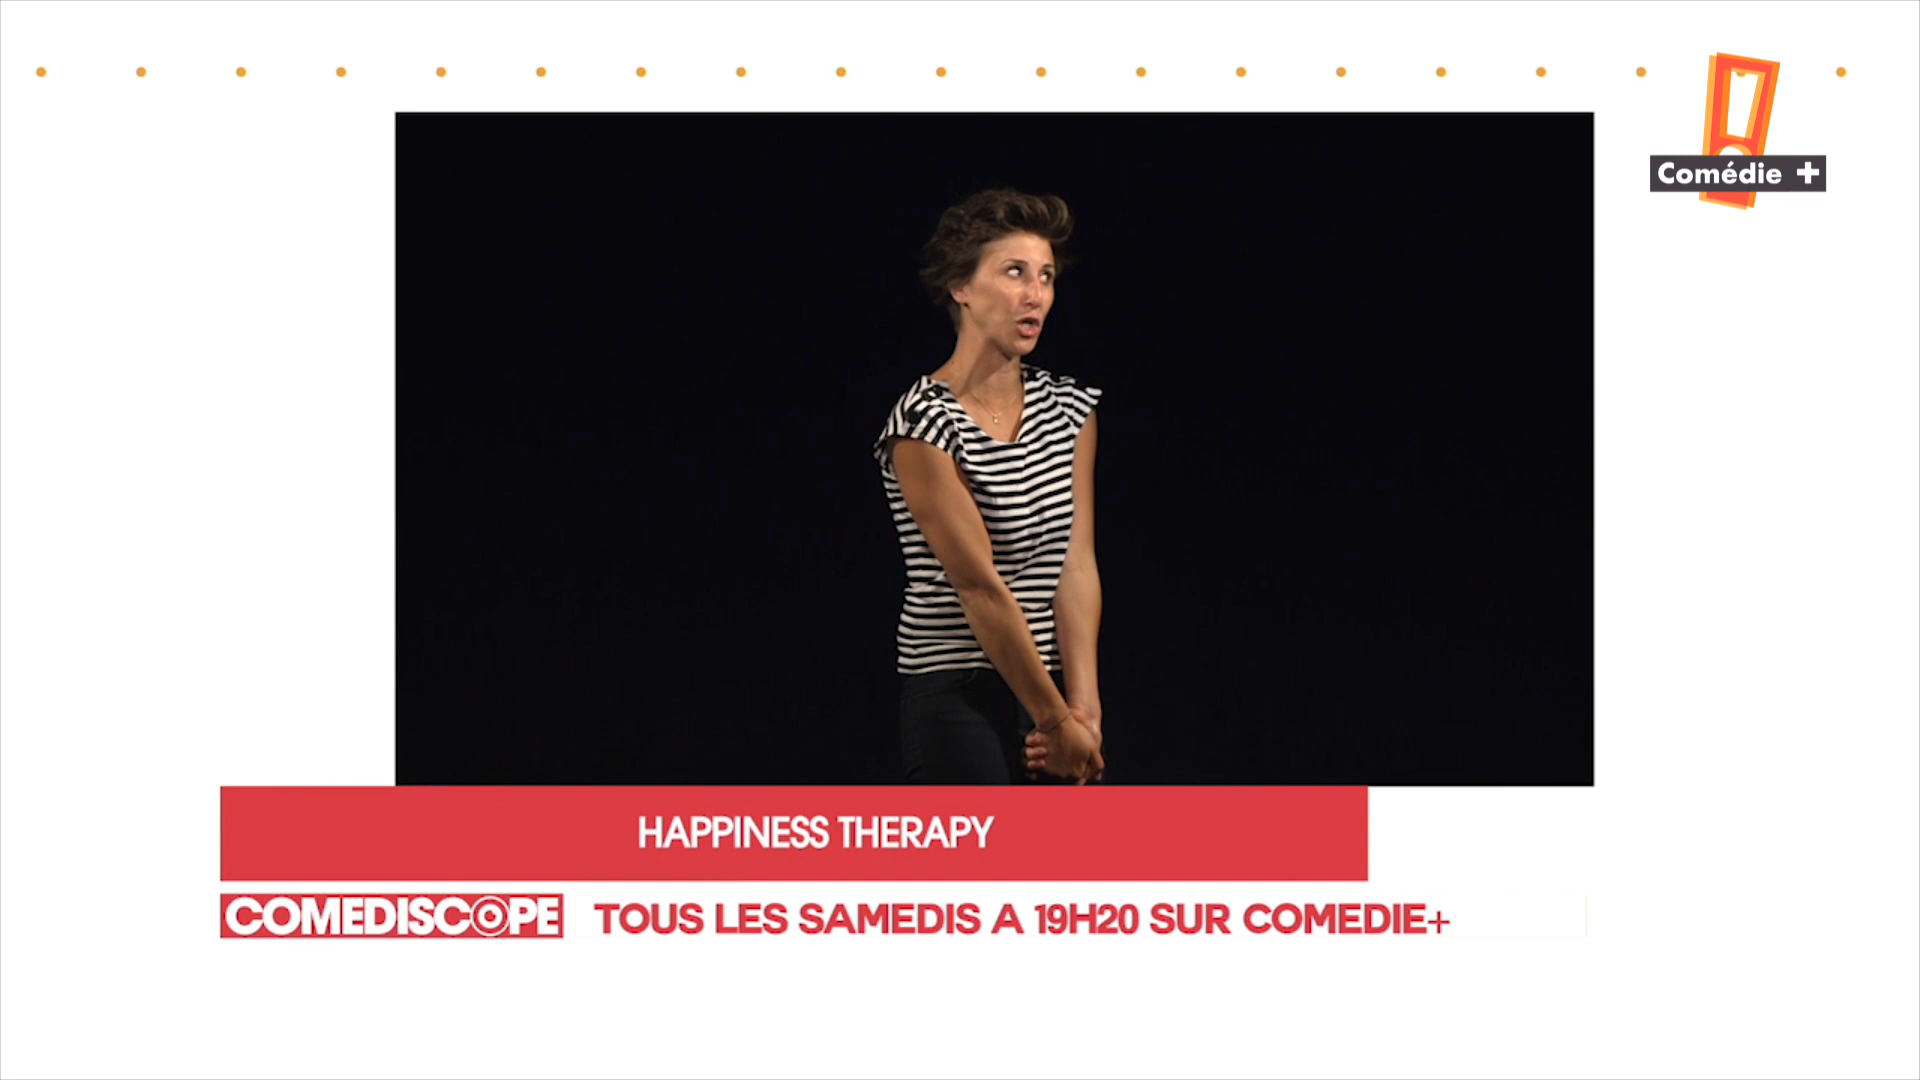 Comédie +
HAPPINESS THERAPY
COMEDISCOPE
TOUS LES SAMEDIS A 19H20 SUR COMEDIE+